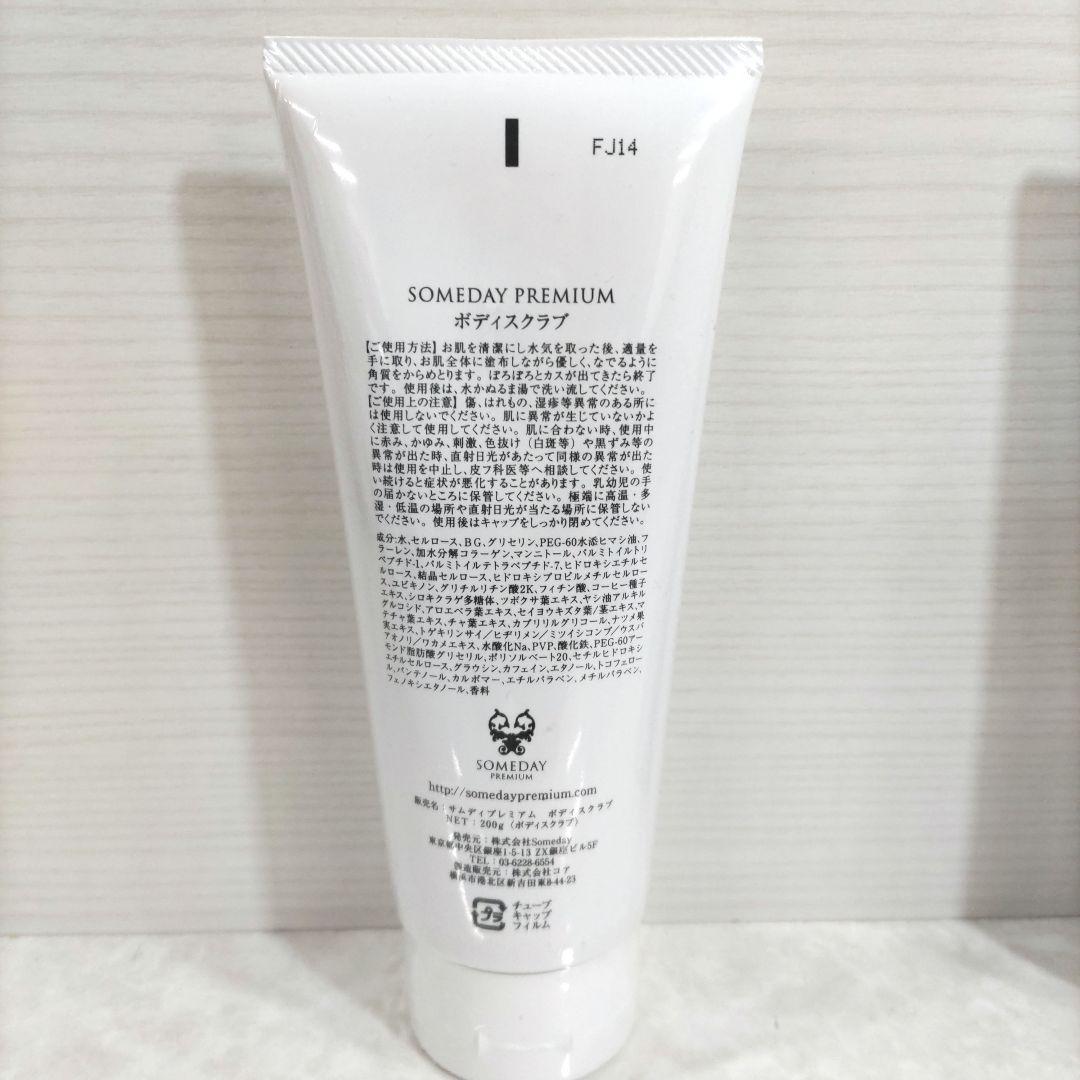 FJ14
SOMEDAY PREMIUM
ボディスクラブ
【ご使用方法】お肌を清潔にし水気を取った後、適量を
手に取り、お肌全体に塗布しながら優しく、なでるように
角質をからめとります。ぽろぽろとカスが出てきたら終了
です。使用後は、水かぬるま湯で洗い流してください。
【ご使用上の注意】傷、はれもの、湿疹等異常のある所に
は使用しないでください。肌に異常が生じていないかよ
く注意して使用してください。肌に合わない時、使用中
に赤み、かゆみ、刺激、色抜け（白斑等）や黒ずみ等の
異常が出た時、直射日光があたって同様の異常が出た
時は使用を中止し、皮フ科医等へ相談してください。使
い続けると症状が悪化することがあります。乳幼児の手
の届かないところに保管してください。極端に高温・多
湿・低温の場所や直射日光が当たる場所に保管しない
でください。使用後はキャップをしっかり閉めてください。
成分:水、セルロース、BG、グリセリン、PEG-60水添ヒマシ油、フ
ラーレン、加水分解コラーゲン、マンニトール、パルミトイルトリ
ペプチド-1、パルミトイルテトラペプチド-7、ヒドロキシエチルセ
ルロース、結晶セルロース、ヒドロキシプロピルメチルセルロー
ス、ユビキノン、グリチルリチン酸2K、フィチン酸、コーヒー種子
エキス、シロキクラゲ多糖体、ツボクサ葉エキス、ヤシ油アルキル
グルコシド、アロエベラ葉エキス、セイヨウキズタ葉/茎エキス、マ
テチャ葉エキス、チャ葉エキス、カプリリルグリコール、ナツメ果
実エキス、トゲキリンサイ/ヒヂリメン/ミツイシコンブ/ウスバ
アオノリ/ワカメエキス、水酸化Na、PVP、酸化鉄、PEG-60アー
モンド脂肪酸グリセリル、ポリソルベート20、セチルヒドロキシ
エチルセルロース、グラウシン、カフェイン、エタノール、トコフェロー
ル、パンテノール、カルボマー、エチルパラベン、メチルパラベン、
フェノキシエタノール、香料
SOMEDAY
PREMIUM
http://somedaypremium.com
販売名：サムディプレミアム ボディスクラブ
NET：200g（ボディスクラブ）
発売元：株式会社Someday
東京都中央区銀座1-5-13 ZX銀座ビル5F
TEL：03-6228-6554
製造販売元：株式会社コア
横浜市港北区新吉田東8-44-23
プラ
チューブ
キャップ
フィルム